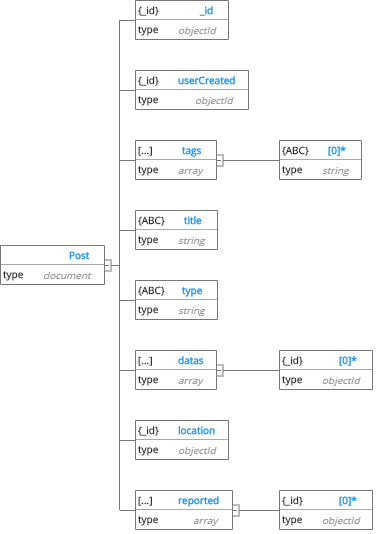 {_id} _id
type objectId
{_id} userCreated
type objectId
[...] tags
type array
{ABC} [0]*
type string
{ABC} title
type string
Post
type document
{ABC} type
type string
[...] datas
type array
{_id} [0]*
type objectId
{_id} location
type objectId
[...] reported
type array
{_id} [0]*
type objectId